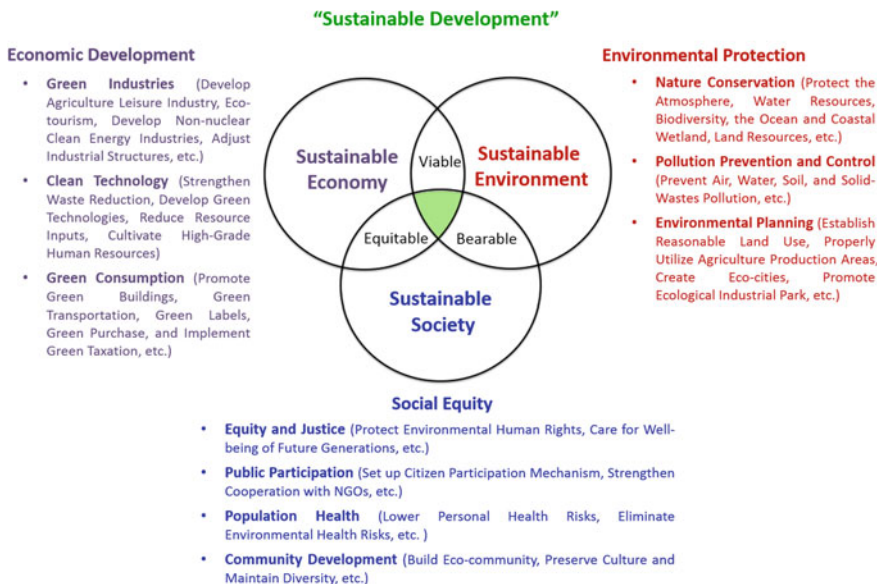 “Sustainable Development”
Economic Development
• Green Industries (Develop
Agriculture Leisure Industry, Eco-
tourism, Develop Non-nuclear
Clean Energy Industries, Adjust
Industrial Structures, etc.)
• Clean Technology (Strengthen
Waste Reduction, Develop Green
Technologies, Reduce Resource
Inputs, Cultivate High-Grade
Human Resources)
• Green Consumption (Promote
Green Buildings, Green
Transportation, Green Labels,
Green Purchase, and Implement
Green Taxation, etc.)
Sustainable
Economy
Viable
Sustainable
Environment
Equitable
Bearable
Sustainable
Society
Environmental Protection
• Nature Conservation (Protect the
Atmosphere, Water Resources,
Biodiversity, the Ocean and Coastal
Wetland, Land Resources, etc.)
• Pollution Prevention and Control
(Prevent Air, Water, Soil, and Solid-
Wastes Pollution, etc.)
• Environmental Planning (Establish
Reasonable Land Use, Properly
Utilize Agriculture Production Areas,
Create Eco-cities, Promote
Ecological Industrial Park, etc.)
Social Equity
• Equity and Justice (Protect Environmental Human Rights, Care for Well-
being of Future Generations, etc.)
• Public Participation (Set up Citizen Participation Mechanism, Strengthen
Cooperation with NGOs, etc.)
• Population Health (Lower Personal Health Risks, Eliminate
Environmental Health Risks, etc. )
• Community Development (Build Eco-community, Preserve Culture and
Maintain Diversity, etc.)